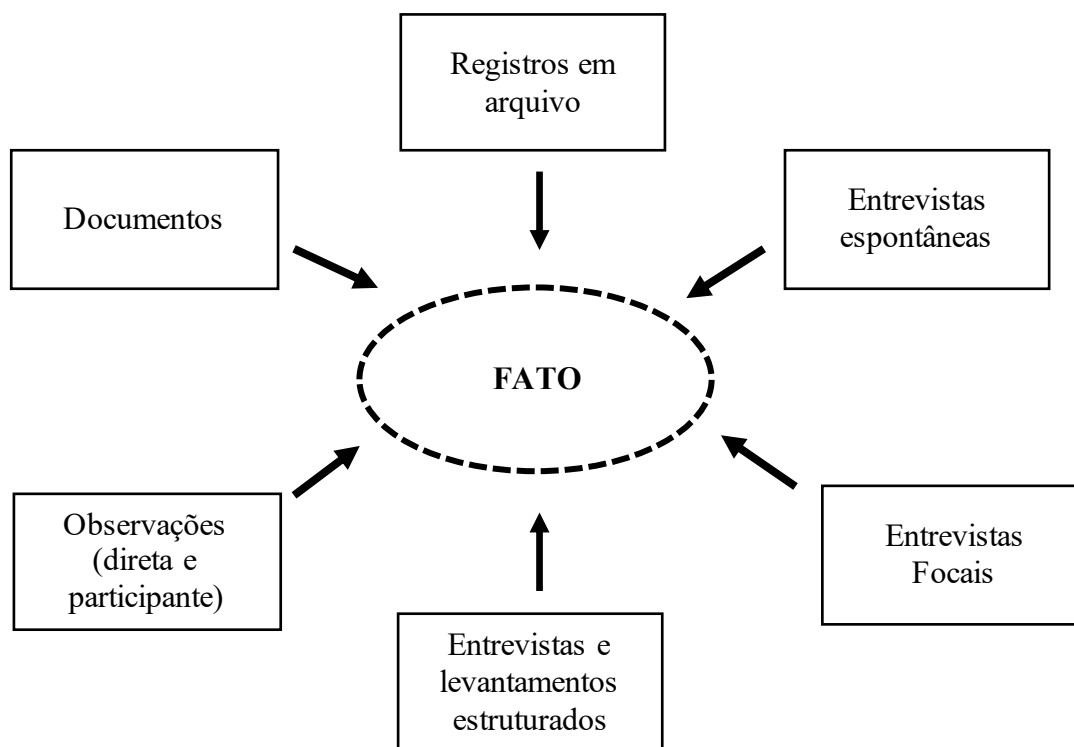 Registros em
arquivo
Documentos
Entrevistas
espontâneas
FATO
Observações
(direta e
participante)
Entrevistas
Focais
Entrevistas e
levantamentos
estruturados